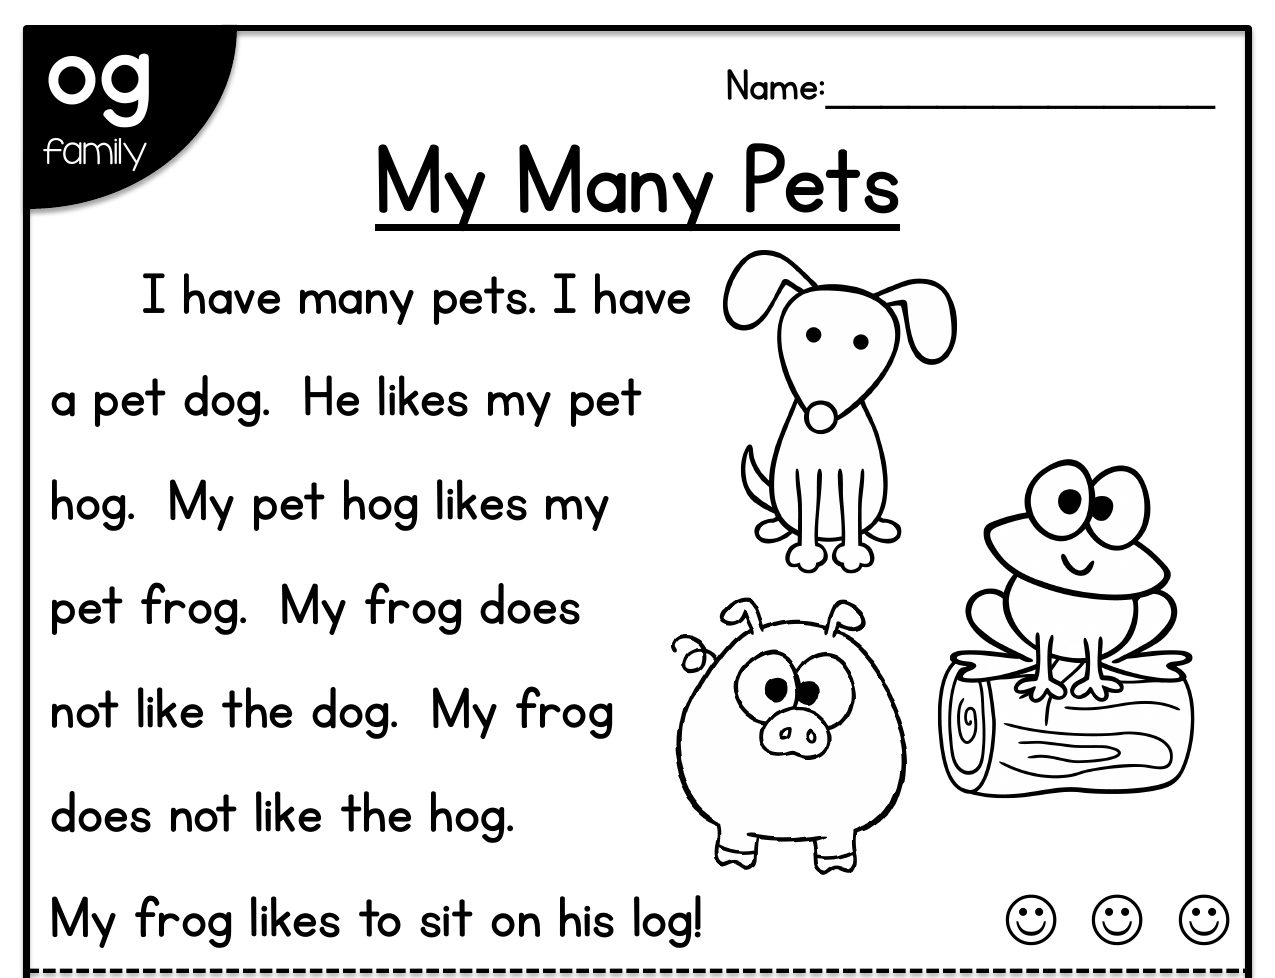 og
family
Name:
My Many Pets
I have many pets. I have
a pet dog. He likes my pet
hog. My pet hog likes my
pet frog. My frog does
not like the dog. My frog
does not like the hog.
My frog likes to sit on his log!